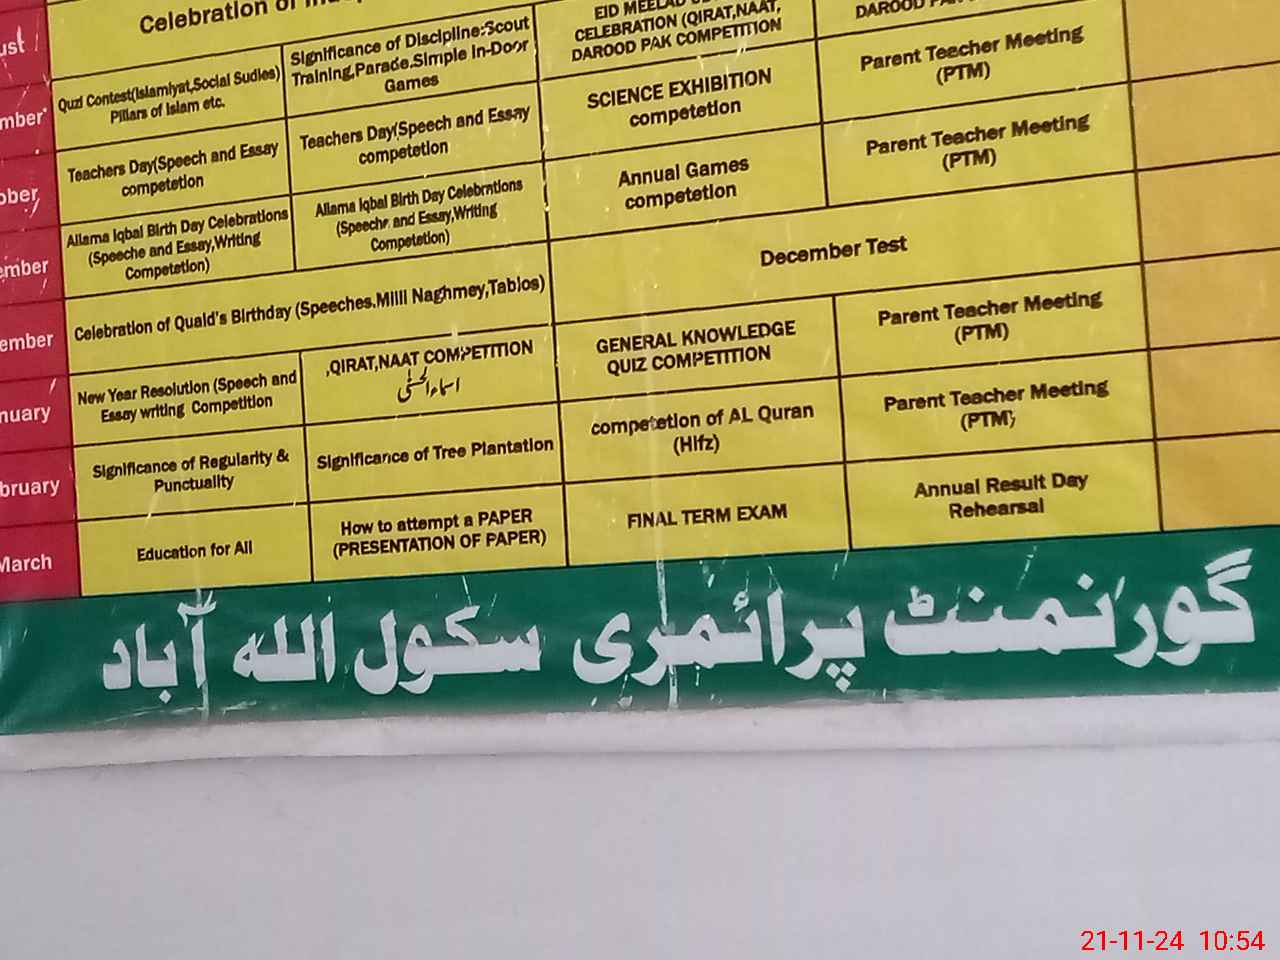 ust
Celebration of
EID MEELAD
CELEBRATION (QIRAT,NAAT,
DAROOD PAK COMPETITION
DAROOD
mber
Quzi Contest(Islamiyat,Social Sudies)
Pillars of Islam etc.
Significance of Discipline:Scout
Training,Parade.Simple In-Door
Games
SCIENCE EXHIBITION
competetion
Parent Teacher Meeting
(PTM)
ober
Teachers Day(Speech and Essay
competetion
Teachers Day(Speech and Essay
competetion
Annual Games
competetion
Parent Teacher Meeting
(PTM)
ember
Allama Iqbal Birth Day Celebrations
(Speeche and Essay,Writing
Competetion)
Allama Iqbal Birth Day Celebrations
(Speeche and Essay,Writing
Competetion)
December Test
ember
Celebration of Quaid's Birthday (Speeches.Milli Naghmey,Tablos)
nuary
New Year Resolution (Speech and
Essay writing Competition
,QIRAT,NAAT COMPETITION
اسماءالحسنٰی
GENERAL KNOWLEDGE
QUIZ COMPETITION
Parent Teacher Meeting
(PTM)
bruary
Significance of Regularity &
Punctuality
Significance of Tree Plantation
competetion of AL Quran
(Hifz)
Parent Teacher Meeting
(PTM)
March
Education for All
How to attempt a PAPER
(PRESENTATION OF PAPER)
FINAL TERM EXAM
Annual Result Day
Rehearsal
گورنمنٹ پرائمری سکول اللہ آباد
21-11-24 10:54